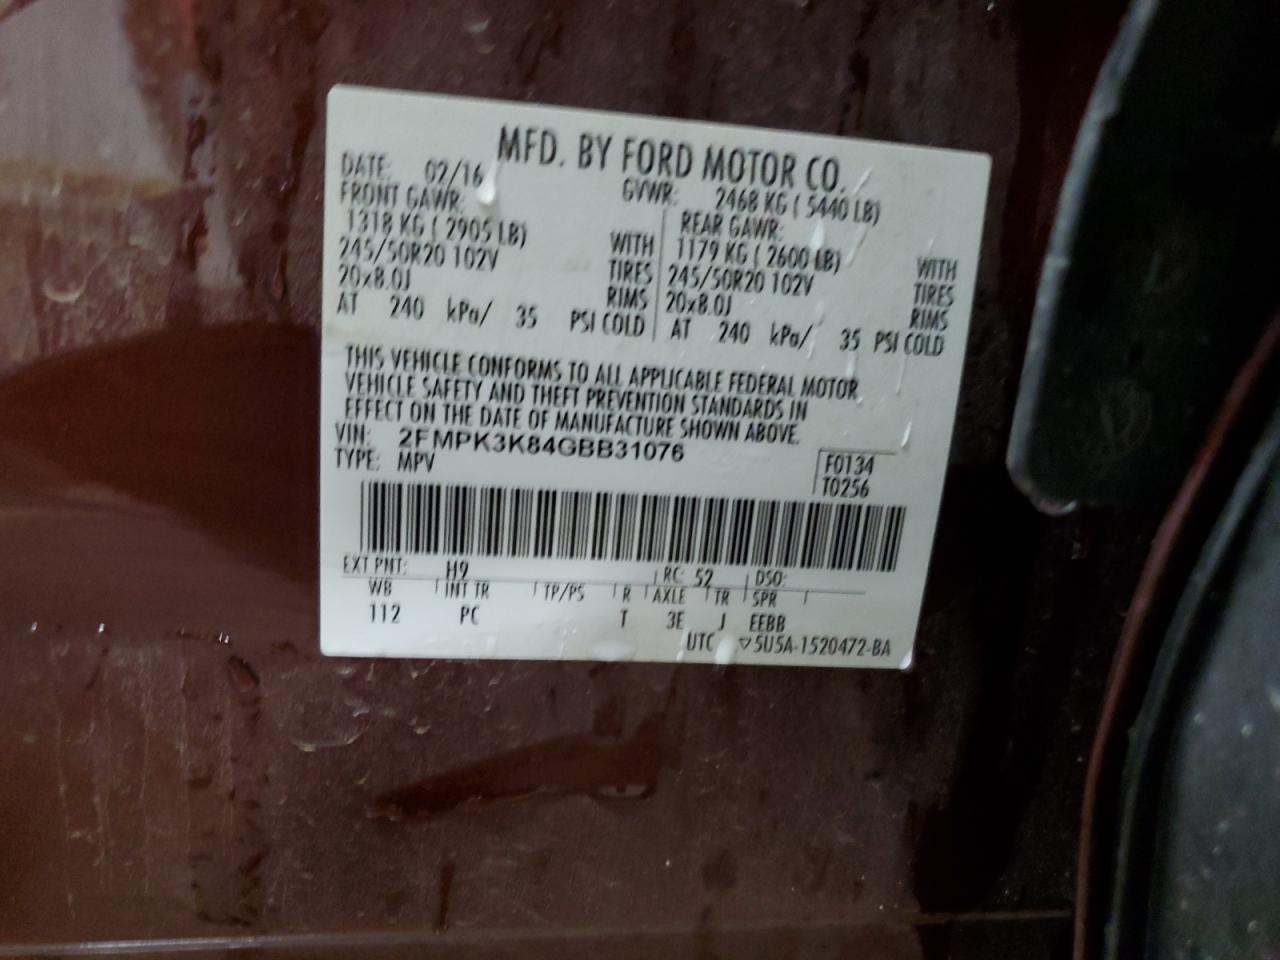 MFD. BY FORD MOTOR CO.
DATE: 02/16 GVWR: 2468 KG ( 5440 LB)
FRONT GAWR: REAR GAWR:
1318 KG ( 2905 LB) WITH 1179 KG ( 2600 LB) WITH
245/50R20 102V TIRES 245/50R20 102V TIRES
20x8.0J RIMS 20x8.0J RIMS
AT 240 kPa/ 35 PSI COLD AT 240 kPa/ 35 PSI COLD
THIS VEHICLE CONFORMS TO ALL APPLICABLE FEDERAL MOTOR
VEHICLE SAFETY AND THEFT PREVENTION STANDARDS IN
EFFECT ON THE DATE OF MANUFACTURE SHOWN ABOVE.
VIN: 2FMPK3K84GBB31076 F0134
TYPE: MPV T0256
EXT PNT: H9 RC: 52 DSO:
WB INT TR TP/PS R AXLE TR SPR
112 PC T 3E J EEBB
UTC ▽5U5A-1520472-BA